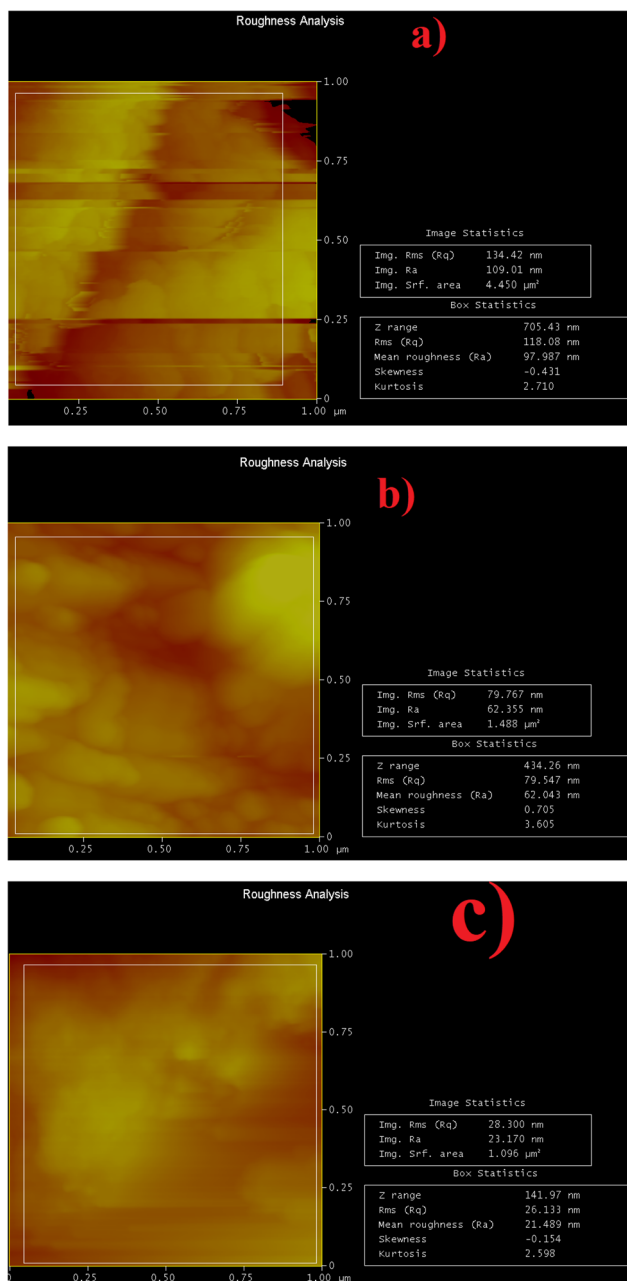 Roughness Analysis
a)
1.00
0.75
0.50
0.25
0
0.25 0.50 0.75 1.00 µm
Image Statistics
Img. Rms (Rq) 134.42 nm
Img. Ra 109.01 nm
Img. Srf. area 4.450 µm²
Box Statistics
Z range 705.43 nm
Rms (Rq) 118.08 nm
Mean roughness (Ra) 97.987 nm
Skewness -0.431
Kurtosis 2.710
Roughness Analysis
b)
1.00
0.75
0.50
0.25
0
0.25 0.50 0.75 1.00 µm
Image Statistics
Img. Rms (Rq) 79.767 nm
Img. Ra 62.355 nm
Img. Srf. area 1.488 µm²
Box Statistics
Z range 434.26 nm
Rms (Rq) 79.547 nm
Mean roughness (Ra) 62.043 nm
Skewness 0.705
Kurtosis 3.605
Roughness Analysis
c)
1.00
0.75
0.50
0.25
0
0.25 0.50 0.75 1.00 µm
Image Statistics
Img. Rms (Rq) 28.300 nm
Img. Ra 23.170 nm
Img. Srf. area 1.096 µm²
Box Statistics
Z range 141.97 nm
Rms (Rq) 26.133 nm
Mean roughness (Ra) 21.489 nm
Skewness -0.154
Kurtosis 2.598